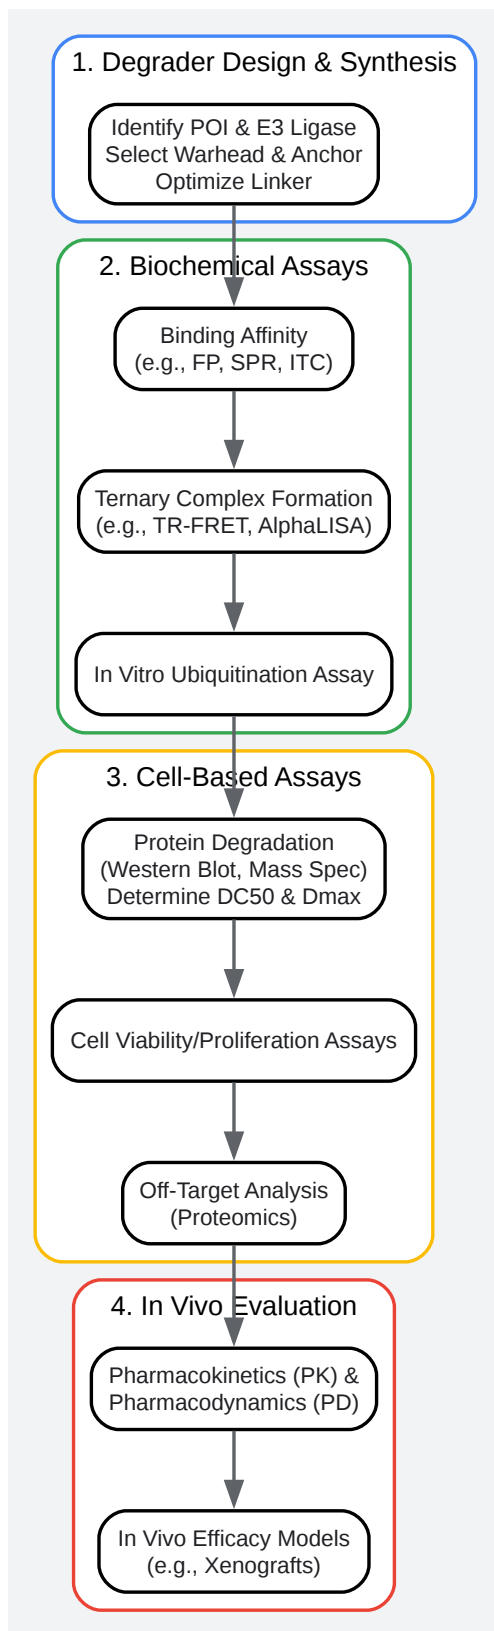 1. Degrader Design & Synthesis
Identify POI & E3 Ligase
Select Warhead & Anchor
Optimize Linker
2. Biochemical Assays
Binding Affinity
(e.g., FP, SPR, ITC)
Ternary Complex Formation
(e.g., TR-FRET, AlphaLISA)
In Vitro Ubiquitination Assay
3. Cell-Based Assays
Protein Degradation
(Western Blot, Mass Spec)
Determine DC50 & Dmax
Cell Viability/Proliferation Assays
Off-Target Analysis
(Proteomics)
4. In Vivo Evaluation
Pharmacokinetics (PK) &
Pharmacodynamics (PD)
In Vivo Efficacy Models
(e.g., Xenografts)